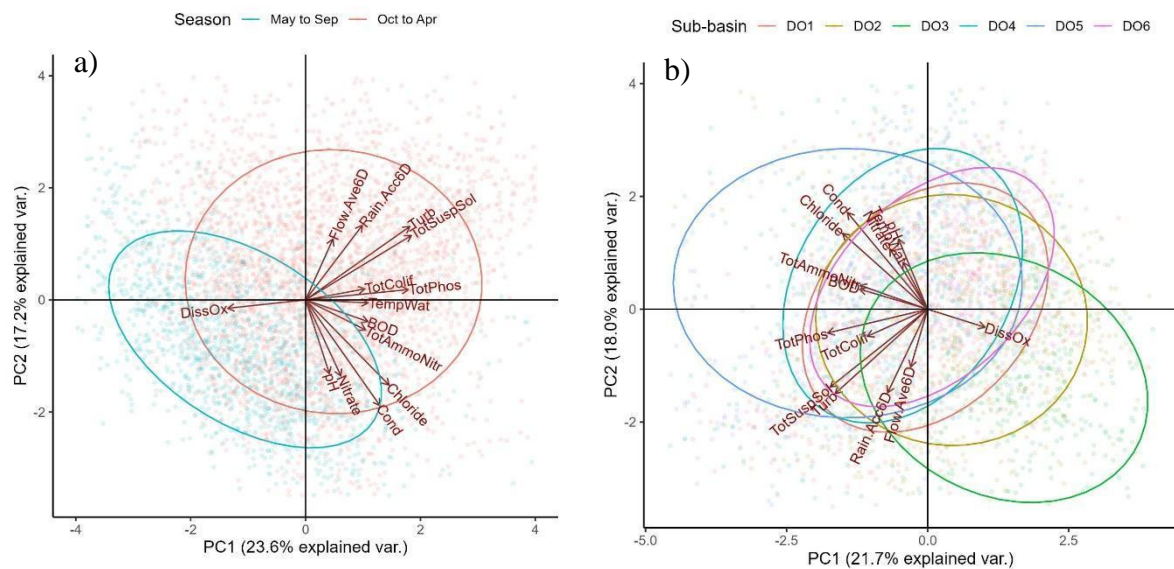 Season May to Sep Oct to Apr
a)
4
2
0
-2
-4 -2 0 2 4
PC2 (17.2% explained var.)
PC1 (23.6% explained var.)
Flow.Ave6D
Rain.Acc6D
Turb
TotSuspSol
TotColif
TotPhos
TempWat
DissOx
BOD
TotAmmoNitr
pH
Nitrate
Chloride
Cond
Sub-basin DO1 DO2 DO3 DO4 DO5 DO6
b)
4
2
0
-2
-5.0 -2.5 0.0 2.5
PC2 (18.0% explained var.)
PC1 (21.7% explained var.)
Cond
Chloride
pH
TempWat
Nitrate
TotAmmoNitr
BOD
TotPhos
TotColif
DissOx
TotSuspSol
Turb
Rain.Acc6D
Flow.Ave6D